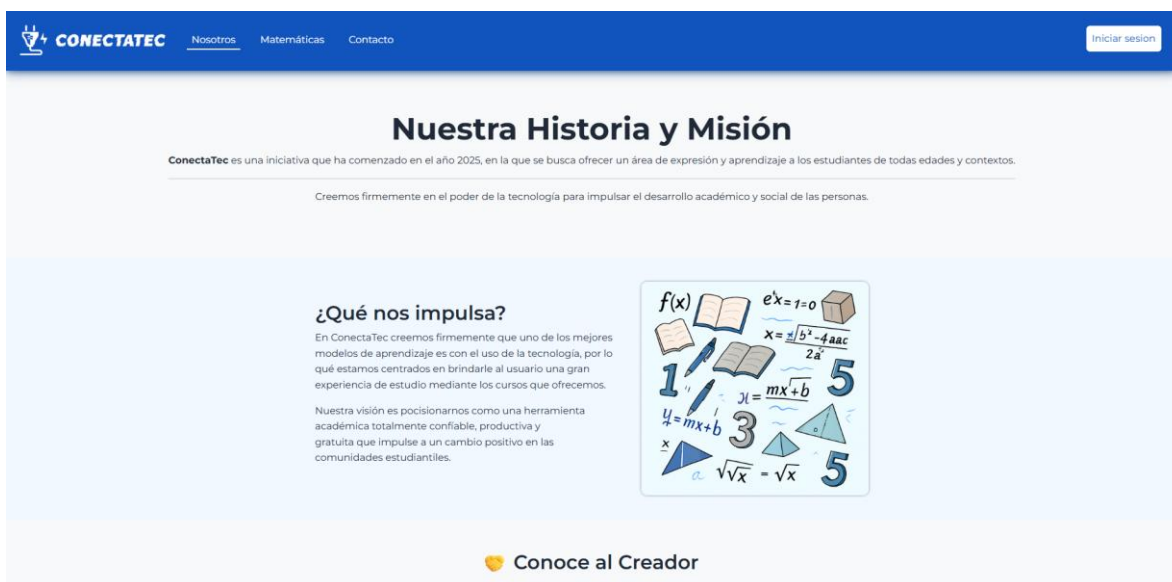 CONECTATEC
Nosotros
Matemáticas
Contacto
Iniciar sesion
Nuestra Historia y Misión
ConectaTec es una iniciativa que ha comenzado en el año 2025, en la que se busca ofrecer un área de expresión y aprendizaje a los estudiantes de todas edades y contextos.
Creemos firmemente en el poder de la tecnología para impulsar el desarrollo académico y social de las personas.
¿Qué nos impulsa?
En ConectaTec creemos firmemente que uno de los mejores
modelos de aprendizaje es con el uso de la tecnología, por lo
qué estamos centrados en brindarle al usuario una gran
experiencia de estudio mediante los cursos que ofrecemos.
Nuestra visión es pocisionarnos como una herramienta
académica totalmente confiable, productiva y
gratuita que impulse a un cambio positivo en las
comunidades estudiantiles.
f(x)
1
5
y=mx+b
3
a
√√x = √x
5
🤝 Conoce al Creador